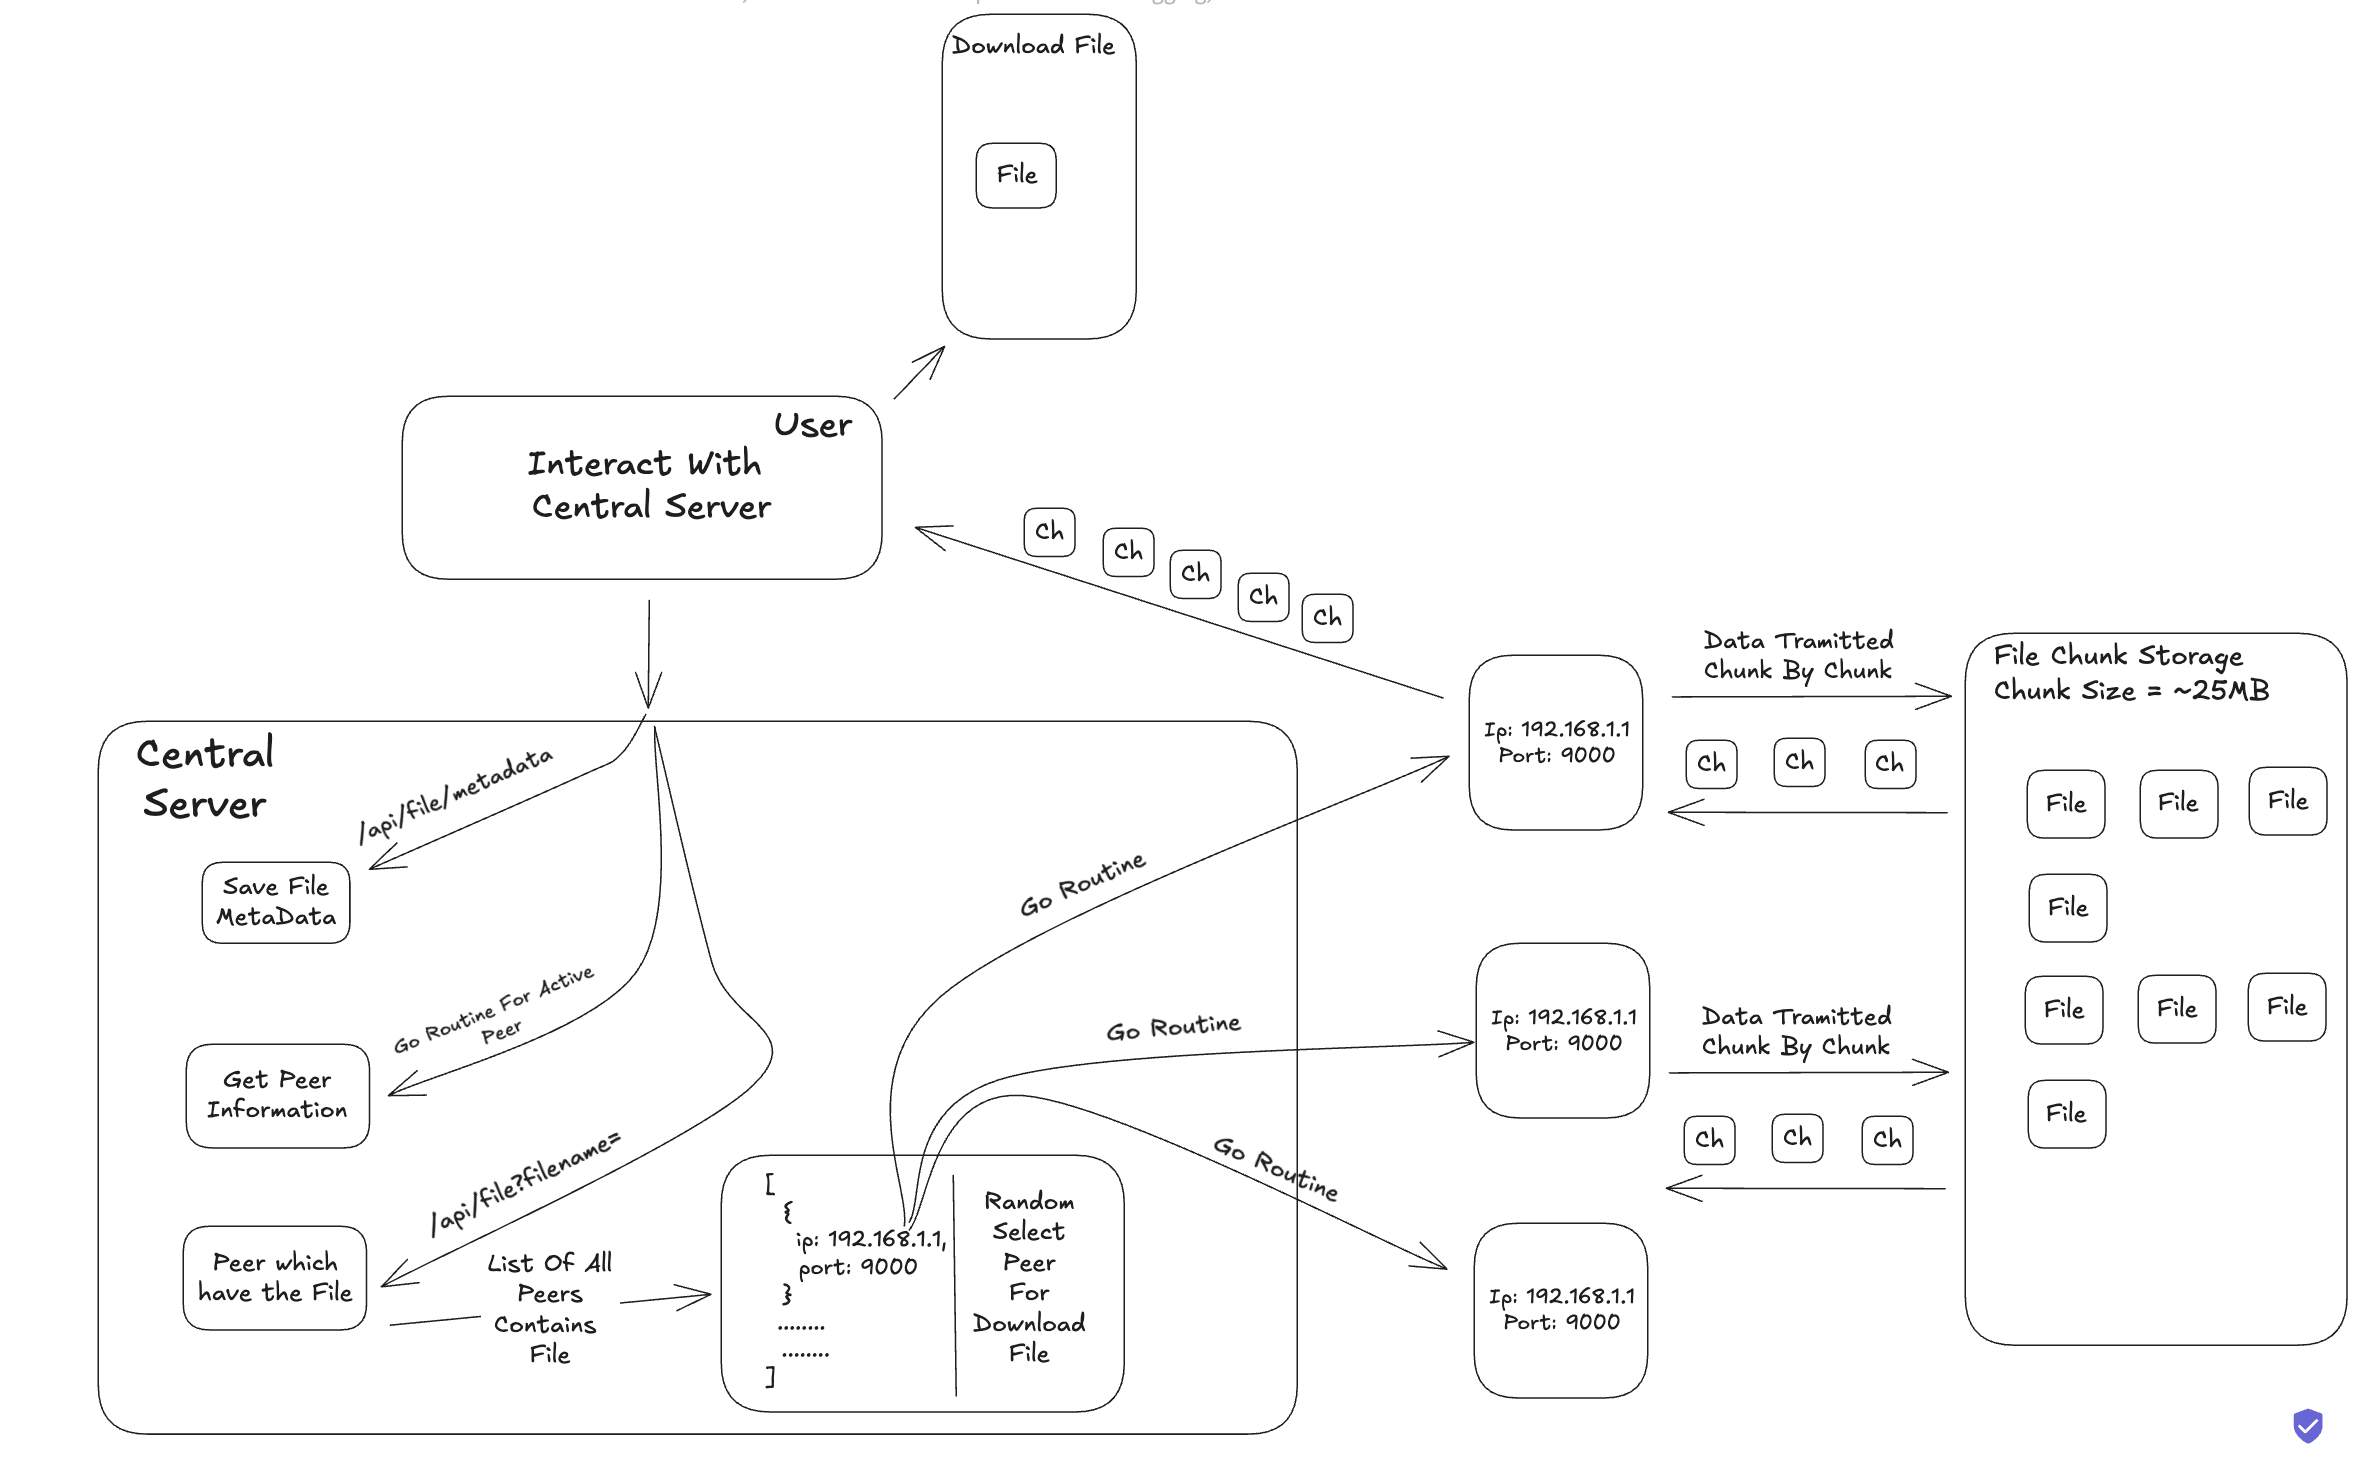 Download File
File
User
Interact With
Central Server
Ch
Ch
Ch
Ch
Ch
Central
Server
/api/file/metadata
Save File
MetaData
Go Routine For Active
Peer
Get Peer
Information
/api/file?filename=
Peer which
have the File
List Of All
Peers
Contains
File
[
{
ip: 192.168.1.1,
port: 9000
}
........
........
]
Random
Select
Peer
For
Download
File
Go Routine
Go Routine
Go Routine
Ip: 192.168.1.1
Port: 9000
Ip: 192.168.1.1
Port: 9000
Ip: 192.168.1.1
Port: 9000
Data Tramitted
Chunk By Chunk
Ch
Ch
Ch
Data Tramitted
Chunk By Chunk
Ch
Ch
Ch
File Chunk Storage
Chunk Size = ~25MB
File
File
File
File
File
File
File
File